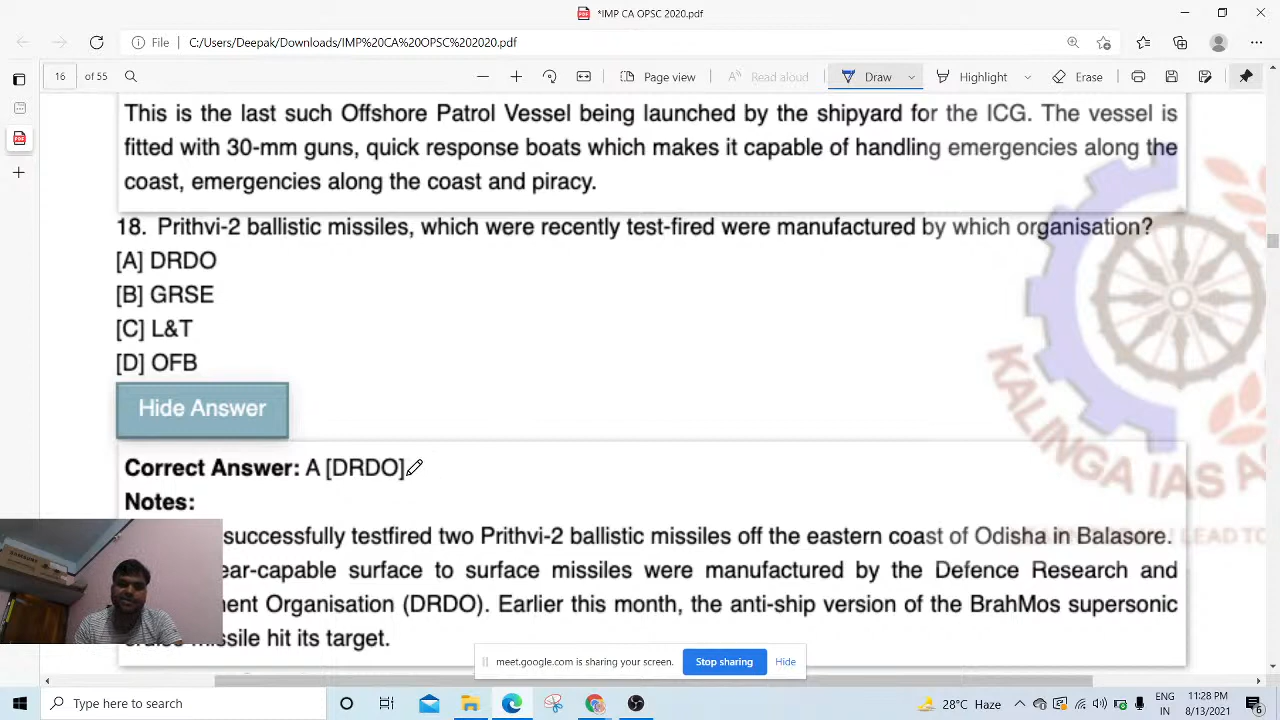 *IMP CA OPSC 2020.pdf
File C:/Users/Deepak/Downloads/IMP%20CA%20OPSC%202020.pdf
16 of 55 Page view Read aloud Draw Highlight Erase
This is the last such Offshore Patrol Vessel being launched by the shipyard for the ICG. The vessel is
fitted with 30-mm guns, quick response boats which makes it capable of handling emergencies along the
coast, emergencies along the coast and piracy.
18. Prithvi-2 ballistic missiles, which were recently test-fired were manufactured by which organisation?
[A] DRDO
[B] GRSE
[C] L&T
[D] OFB
Hide Answer
KALINGA IAS
Correct Answer: A [DRDO]
Notes:
successfully testfired two Prithvi-2 ballistic missiles off the eastern coast of Odisha in Balasore.
surface to surface missiles were manufactured by the Defence Research and
Organisation (DRDO). Earlier this month, the anti-ship version of the BrahMos supersonic
missile hit its target.
LEAD TO
SAMSUNG
meet.google.com is sharing your screen. Stop sharing Hide
Type here to search
28°C Haze
ENG
IN
11:28 PM
8/13/2021
6